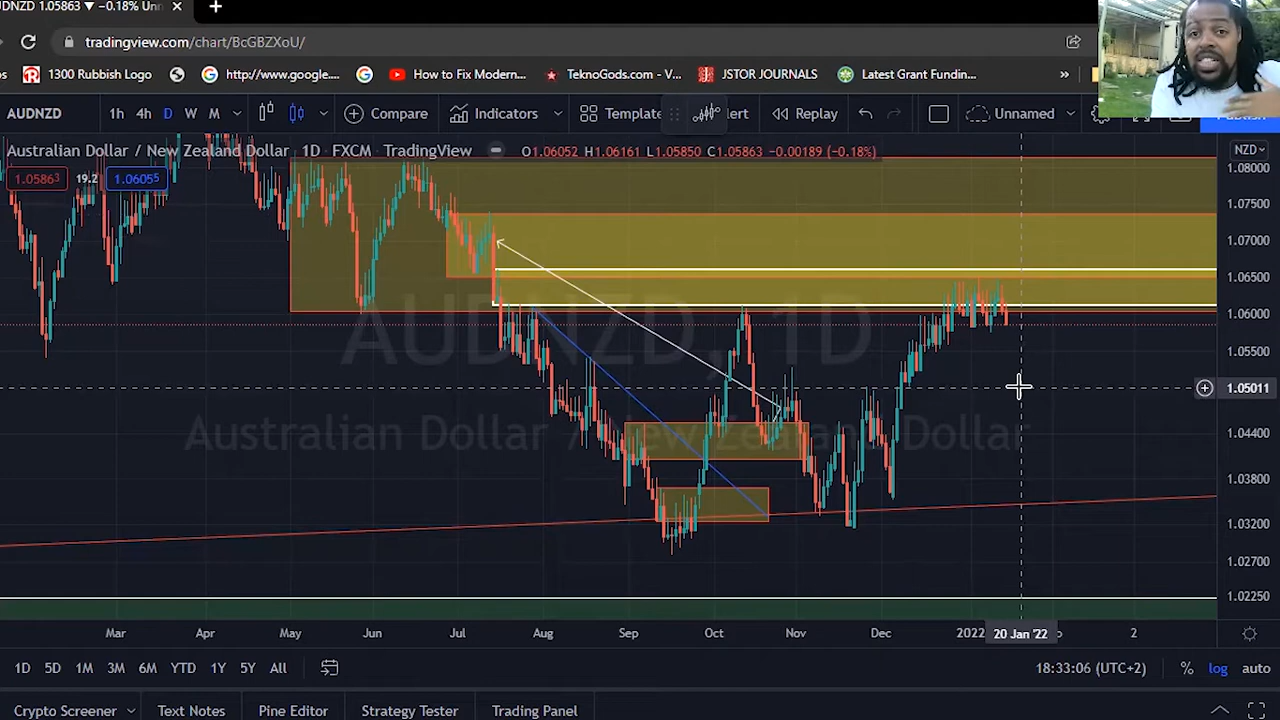 UDNZD 1.05863 ▼ −0.18% Unn
tradingview.com/chart/BcGBZXoU/
os 1300 Rubbish Logo http://www.google.... How to Fix Modern... TeknoGods.com - V... JSTOR JOURNALS Latest Grant Fundin... »
AUDNZD 1h 4h D W M Compare Indicators Template lert Replay Unnamed Publish
Australian Dollar / New Zealand Dollar · 1D · FXCM · TradingView O1.06052 H1.06161 L1.05850 C1.05863 −0.00189 (−0.18%) NZD
1.05863 19.2 1.06055
1.08000
1.07500
1.07000
1.06500
1.06000
1.05500
1.05011
1.04400
1.03800
1.03200
1.02700
1.02250
AUDNZD, 1D
Australian Dollar / New Zealand Dollar
Mar Apr May Jun Jul Aug Sep Oct Nov Dec 2022 20 Jan '22 2
1D 5D 1M 3M 6M YTD 1Y 5Y All 18:33:06 (UTC+2) % log auto
Crypto Screener Text Notes Pine Editor Strategy Tester Trading Panel